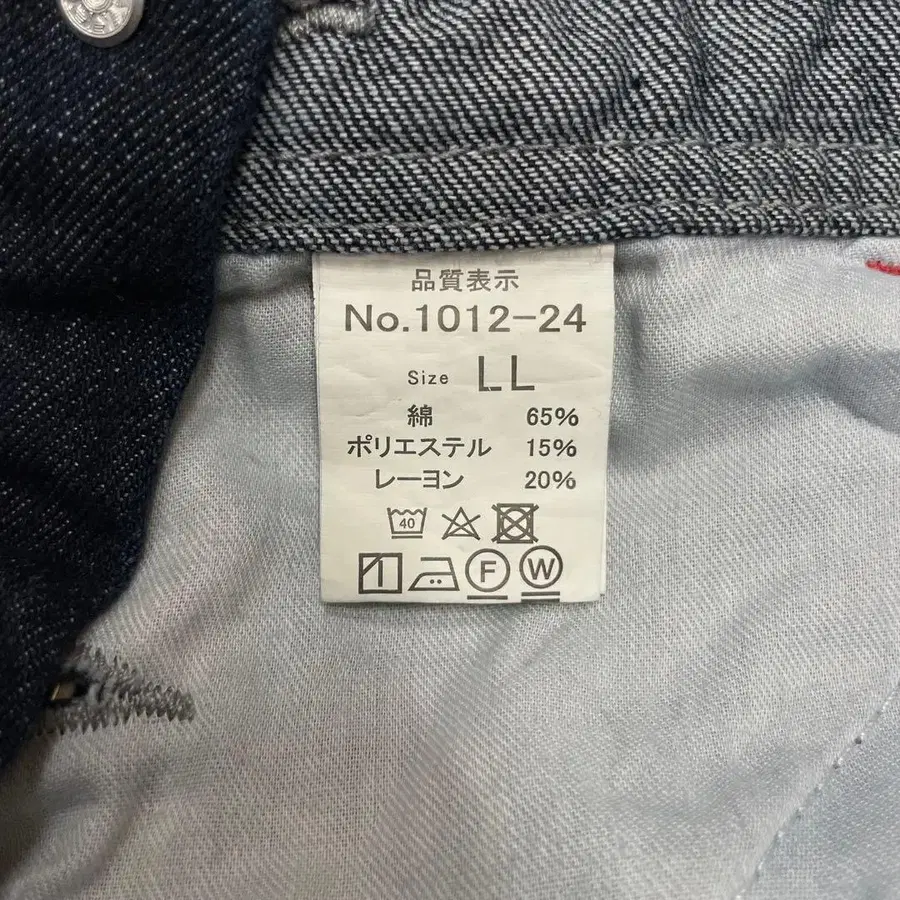 品質表示
No.1012-24
Size LL
綿 65%
ポリエステル 15%
レーヨン 20%
40
F W